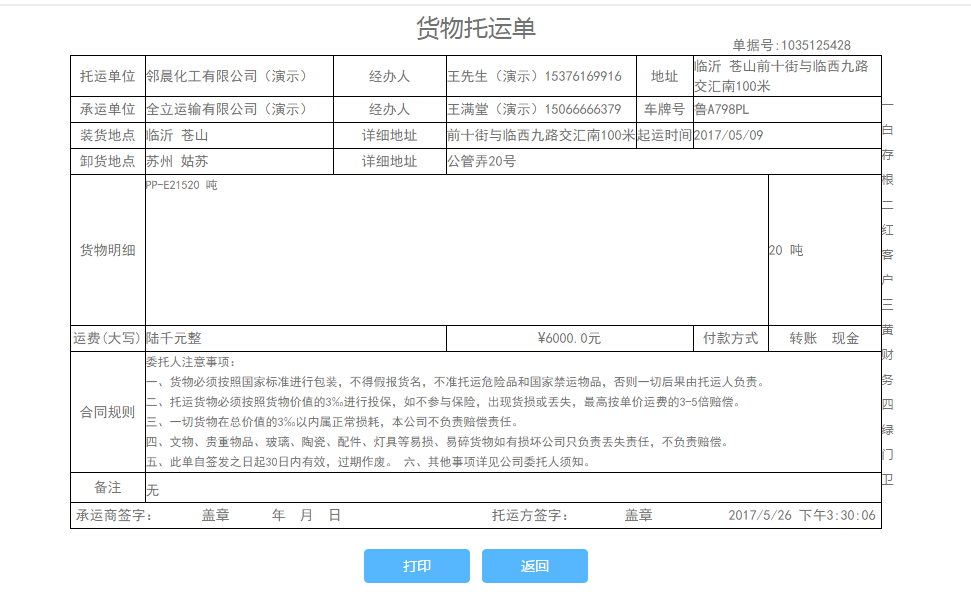 货物托运单
单据号:1035125428
托运单位 邻晨化工有限公司（演示） 经办人 王先生（演示）15376169916 地址 临沂 苍山前十街与临西九路
交汇南100米
承运单位 全立运输有限公司（演示） 经办人 王满堂（演示）15066666379 车牌号 鲁A798PL
装货地点 临沂 苍山 详细地址 前十街与临西九路交汇南100米 起运时间 2017/05/09
卸货地点 苏州 姑苏 详细地址 公管弄20号
货物明细 PP-E21520 吨 20 吨
运费(大写) 陆千元整 ¥6000.0元 付款方式 转账 现金
合同规则
委托人注意事项:
一、货物必须按照国家标准进行包装，不得假报货名，不准托运危险品和国家禁运物品，否则一切后果由托运人负责。
二、托运货物必须按照货物价值的3‰进行投保，如不参与保险，出现货损或丢失，最高按单价运费的3-5倍赔偿。
三、一切货物在总价值的3‰以内属正常损耗，本公司不负责赔偿责任。
四、文物、贵重物品、玻璃、陶瓷、配件、灯具等易损、易碎货物如有损坏公司只负责丢失责任，不负责赔偿。
五、此单自签发之日起30日内有效，过期作废。 六、其他事项详见公司委托人须知。
备注 无
承运商签字: 盖章 年 月 日 托运方签字: 盖章 2017/5/26 下午3:30:06
一白存根二红客户三黄财务四绿门卫
打印 返回